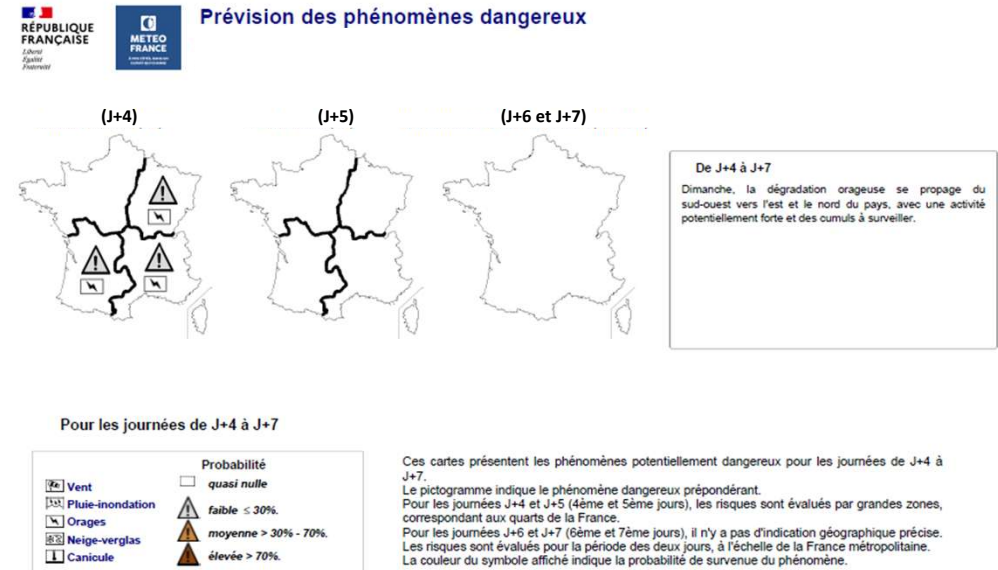 Prévision des phénomènes dangereux
RÉPUBLIQUE
FRANÇAISE
Liberté
Égalité
Fraternité
METEO
FRANCE
(J+4)
(J+5)
(J+6 et J+7)
De J+4 à J+7
Dimanche, la dégradation orageuse se propage du
sud-ouest vers l'est et le nord du pays, avec une activité
potentiellement forte et des cumuls à surveiller.
Pour les journées de J+4 à J+7
Probabilité
Vent
Pluie-inondation
Orages
Neige-verglas
Canicule
quasi nulle
faible ≤ 30%.
moyenne > 30% - 70%.
élevée > 70%.
Ces cartes présentent les phénomènes potentiellement dangereux pour les journées de J+4 à
J+7.
Le pictogramme indique le phénomène dangereux prépondérant.
Pour les journées J+4 et J+5 (4ème et 5ème jours), les risques sont évalués par grandes zones,
correspondant aux quarts de la France.
Pour les journées J+6 et J+7 (6ème et 7ème jours), il n'y a pas d'indication géographique précise.
Les risques sont évalués pour la période des deux jours, à l'échelle de la France métropolitaine.
La couleur du symbole affiché indique la probabilité de survenue du phénomène.